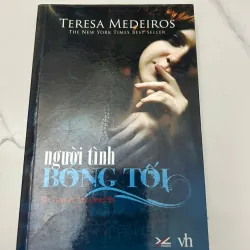 TERESA MEDEIROS
THE NEW YORK TIMES BEST SELLER
người tình
BÓNG TỐI
vh